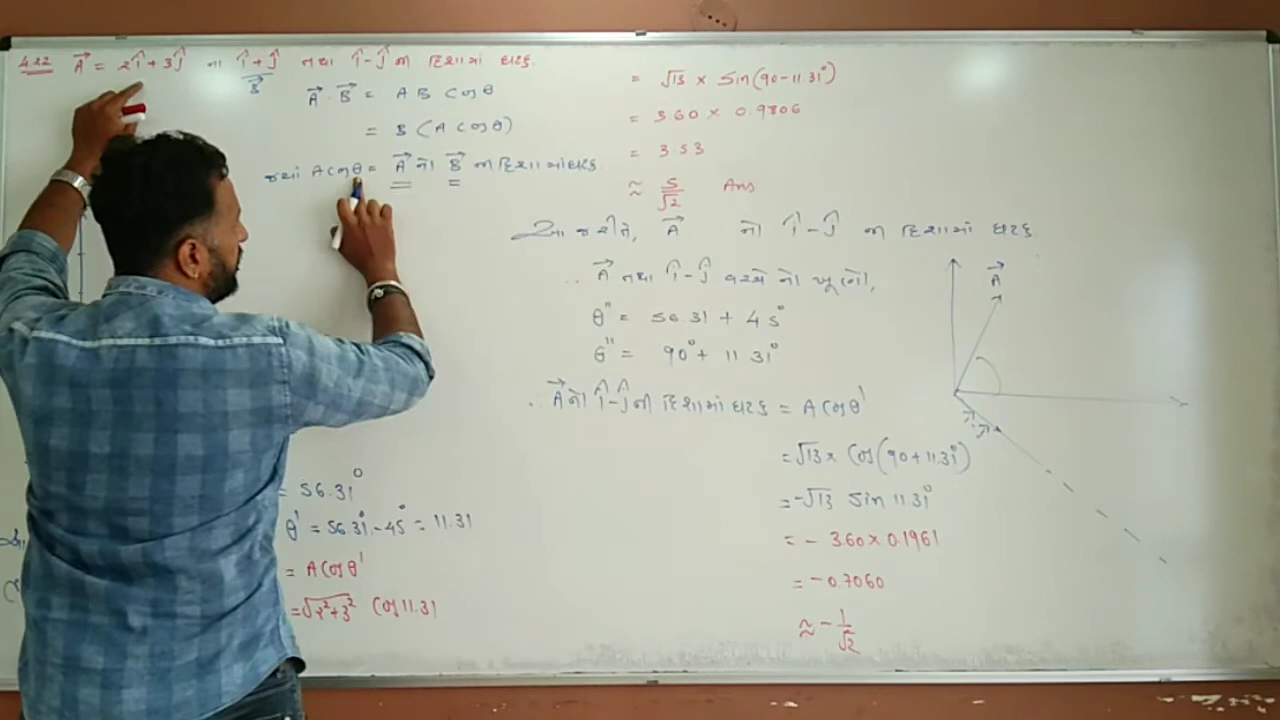 4.22 A⃗ = 2î + 3ĵ ના î + ĵ તથા î - ĵ ની દિશામાં ઘટક.
B⃗
A⃗ · B⃗ = A B Cosθ
= B (A Cosθ)
જ્યાં A Cosθ = A⃗ નો B⃗ ની દિશામાં ઘટક.
= 56.31°
θ' = 56.31° - 45° = 11.31
= A Cosθ'
= √2²+3² Cos 11.31
= √13 × Sin(90 - 11.31°)
= 3.60 × 0.9806
= 3.53
≈ 5/√2 Ans
આ જ રીતે, A⃗ નો î - ĵ ની દિશામાં ઘટક
∴ A⃗ તથા î - ĵ વચ્ચેનો ખૂણો,
θ'' = 56.31 + 45°
θ'' = 90° + 11.31°
∴ A⃗ નો î - ĵ ની દિશામાં ઘટક = A Cosθ'
= √13 × Cos(90 + 11.31°)
= -√13 Sin 11.31°
= - 3.60 × 0.1961
= -0.7060
≈ - 1/√2
A⃗
î - ĵ